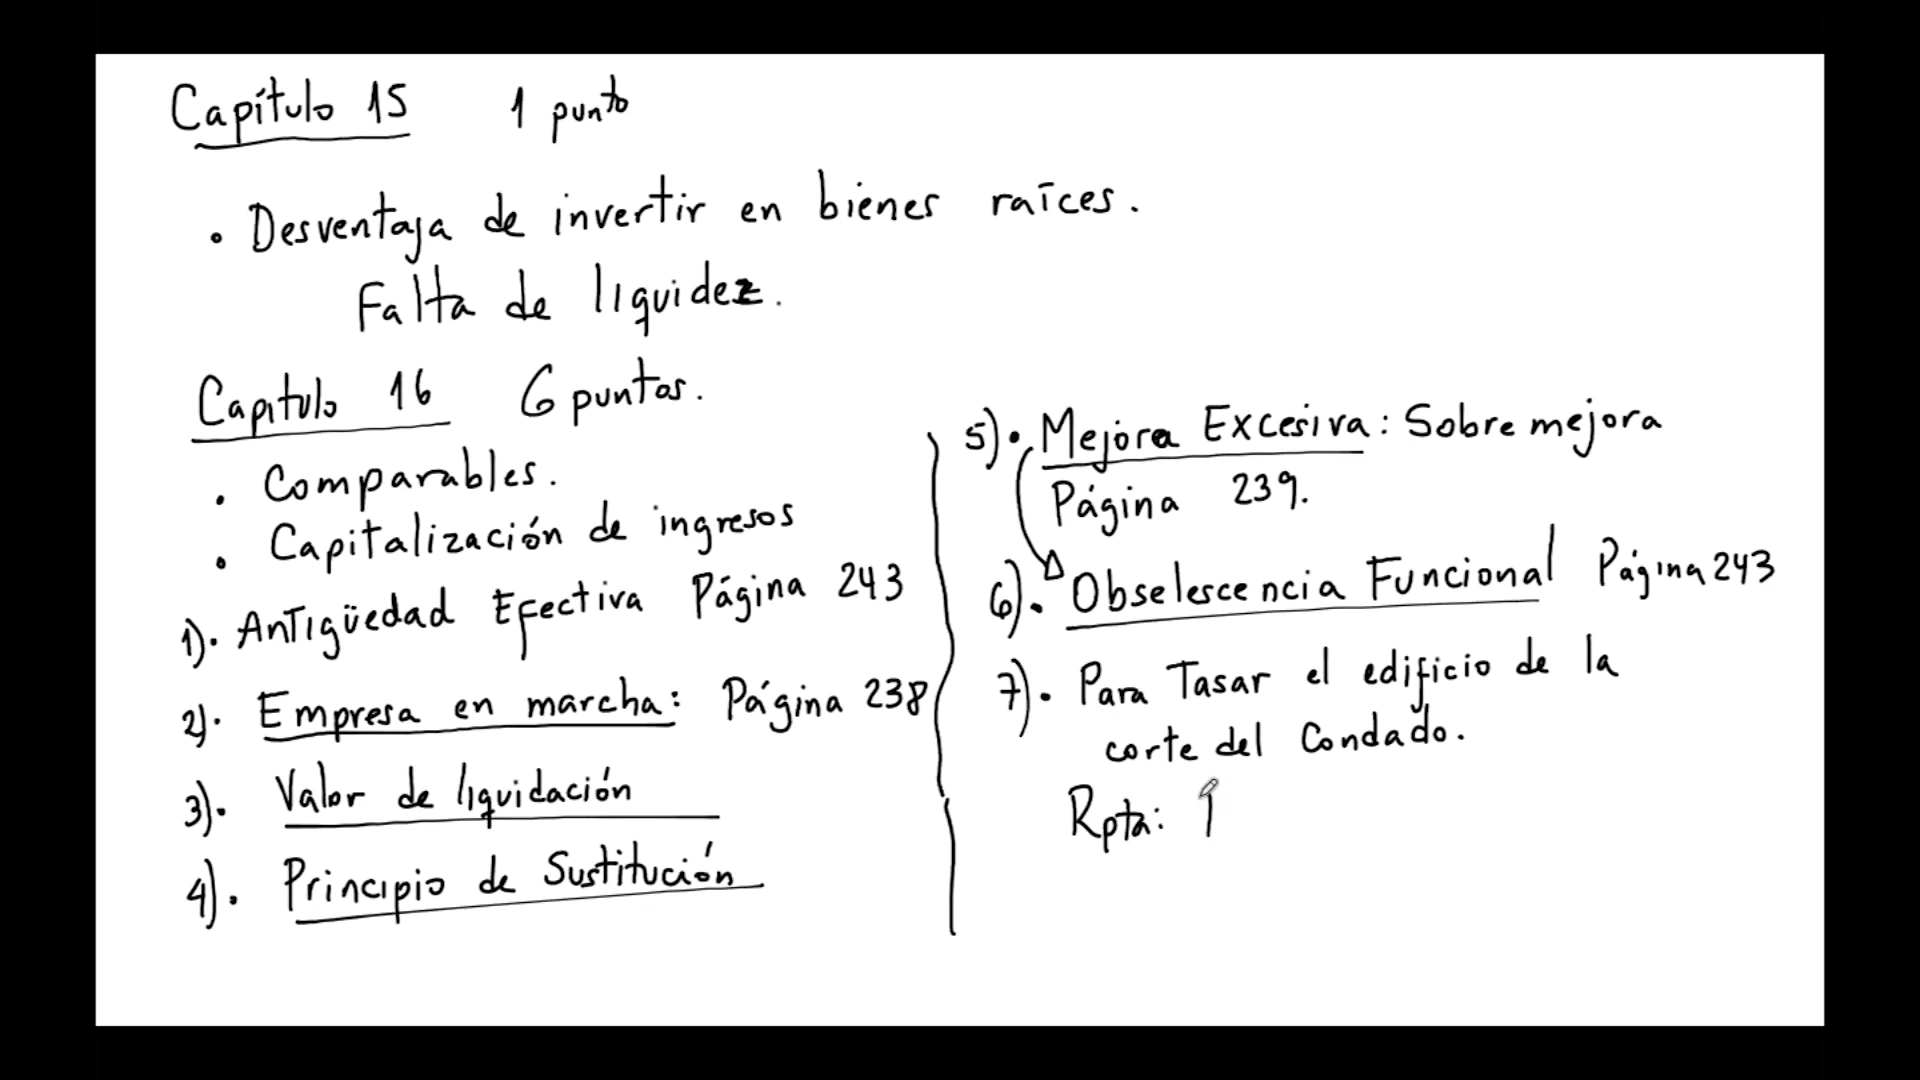 Capítulo 15 1 punto
• Desventaja de invertir en bienes raíces.
Falta de liquidez.
Capitulo 16 6 puntos.
• Comparables.
• Capitalización de ingresos
1). Antigüedad Efectiva Página 243
2). Empresa en marcha: Página 238
3). Valor de liquidación
4). Principio de Sustitución
5). Mejora Excesiva: Sobre mejora
Página 239.
6). Obselescencia Funcional Página 243
7). Para Tasar el edificio de la
corte del Condado.
Rpta: